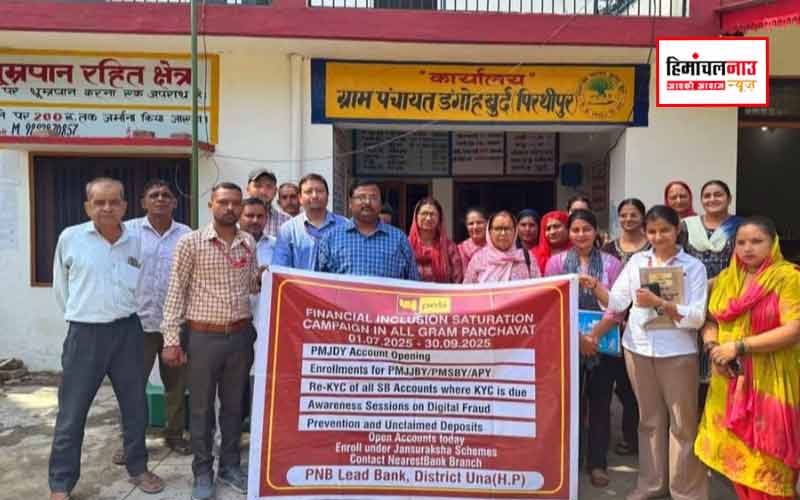 धूम्रपान रहित क्षेत्र
पर धूम्रपान करना एक अपराध है
पर 200 रु. तक जुर्माना किया जाएगा
"कार्यालय"
ग्राम पंचायत डंगोह खुर्द पिरथीपुर
हिमांचलनाउ
आपकी आवाज़
न्यूज़
pnb
FINANCIAL INCLUSION SATURATION
CAMPAIGN IN ALL GRAM PANCHAYAT
01.07.2025 - 30.09.2025
PMJDY Account Opening
Enrollments for PMJJBY/PMSBY/APY
Re-KYC of all SB Accounts where KYC is due
Awareness Sessions on Digital Fraud
Prevention and Unclaimed Deposits
Open Accounts today
Enroll under Jansuraksha Schemes
Contact NearestBank Branch
PNB Lead Bank, District Una(H.P)